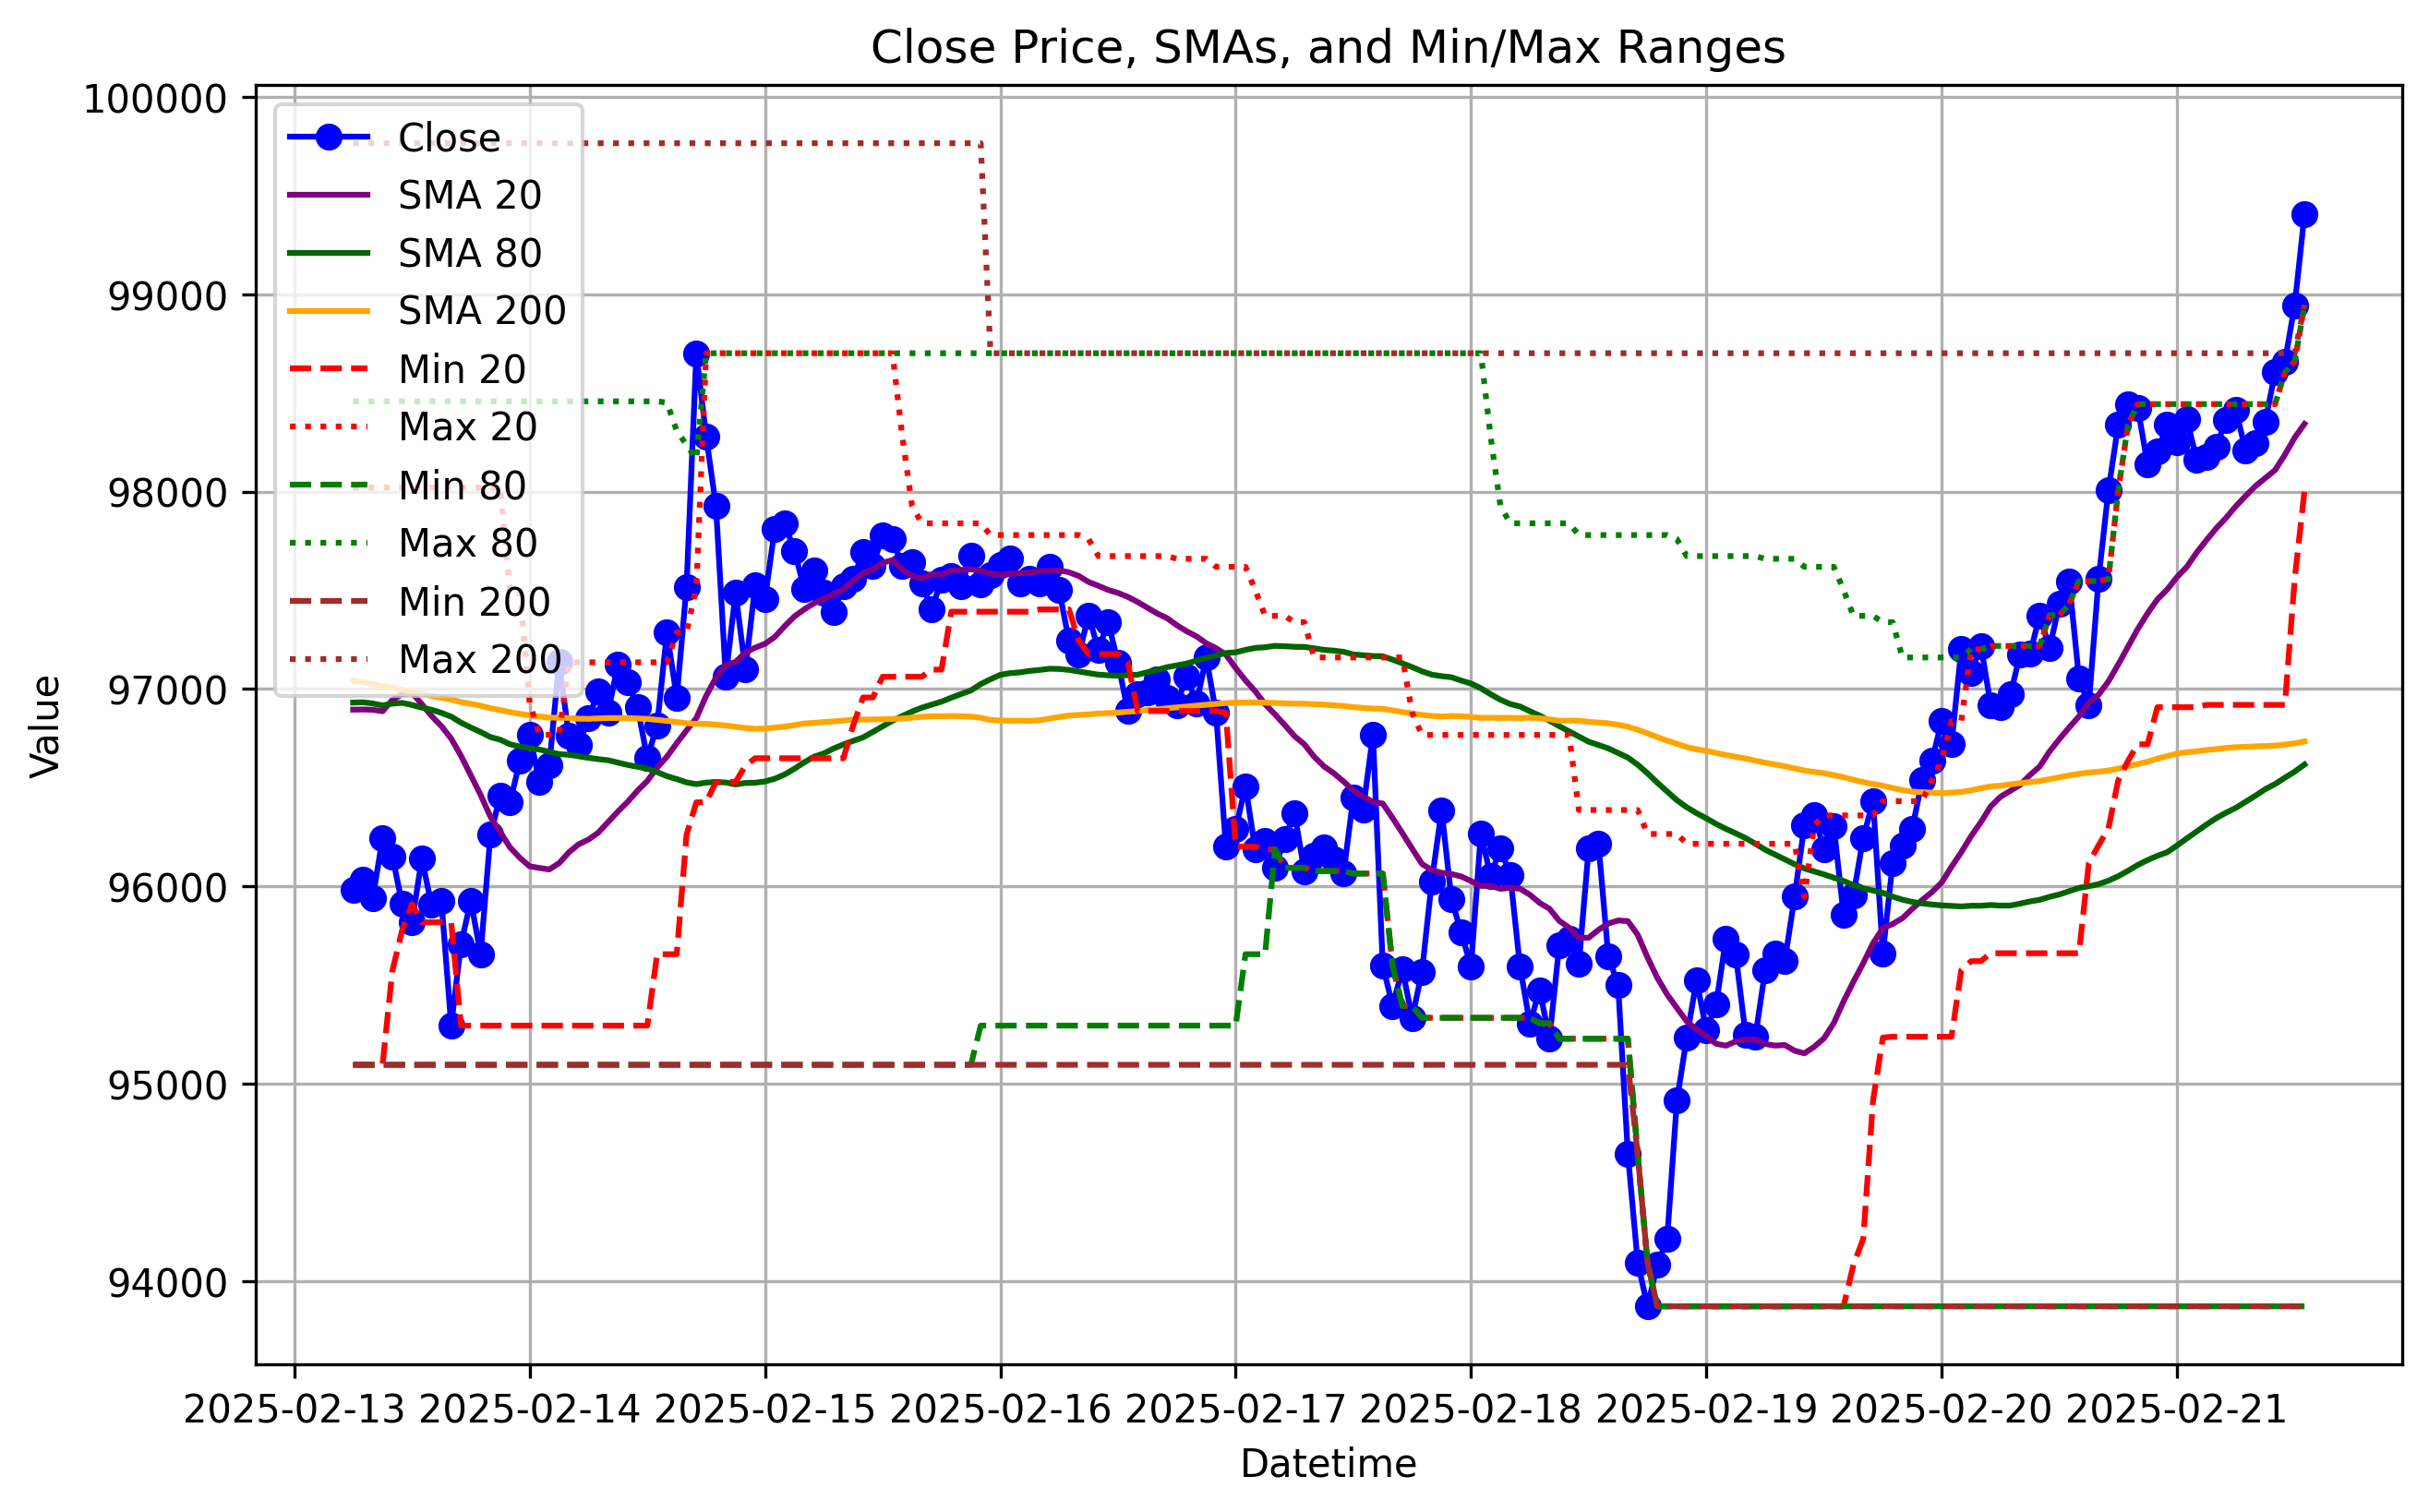 Close Price, SMAs, and Min/Max Ranges
100000
99000
98000
97000
96000
95000
94000
Value
Close
SMA 20
SMA 80
SMA 200
Min 20
Max 20
Min 80
Max 80
Min 200
Max 200
2025-02-13 2025-02-14 2025-02-15 2025-02-16 2025-02-17 2025-02-18 2025-02-19 2025-02-20 2025-02-21
Datetime